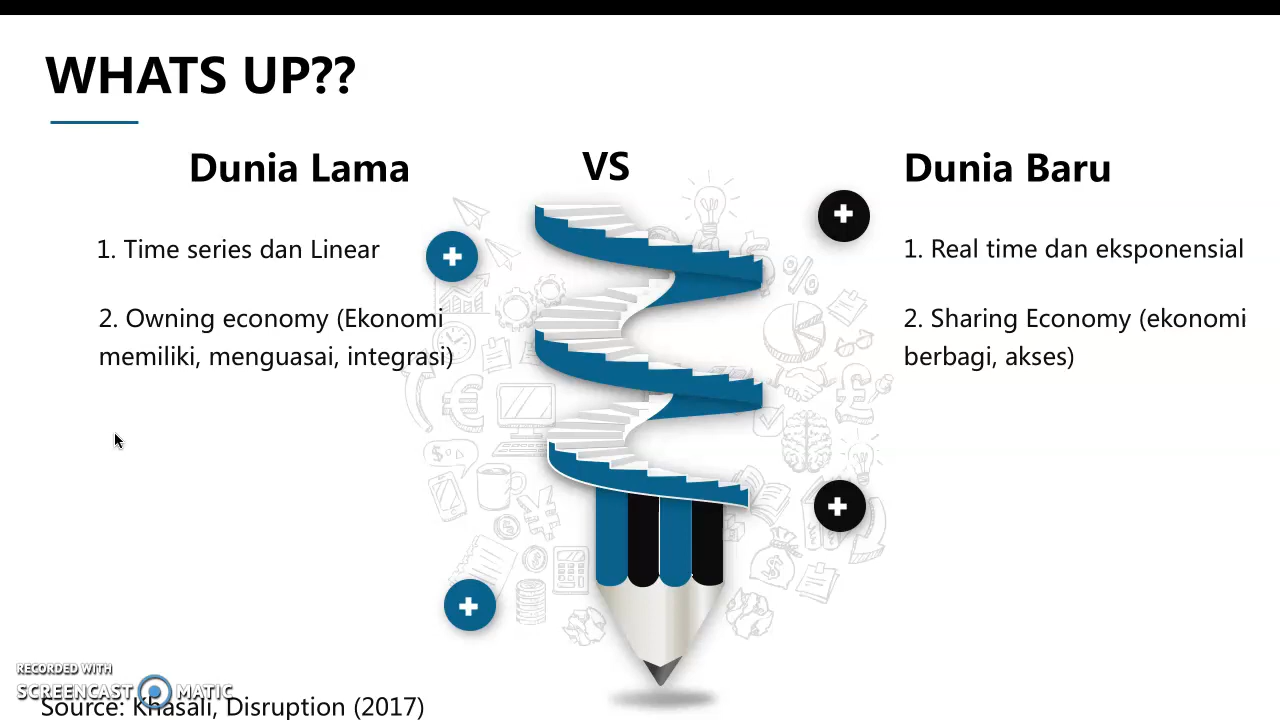 WHATS UP??
Dunia Lama
VS
Dunia Baru
1. Time series dan Linear
2. Owning economy (Ekonomi
memiliki, menguasai, integrasi)
1. Real time dan eksponensial
2. Sharing Economy (ekonomi
berbagi, akses)
RECORDED WITH
SCREENCAST MATIC
Source: Khasali, Disruption (2017)